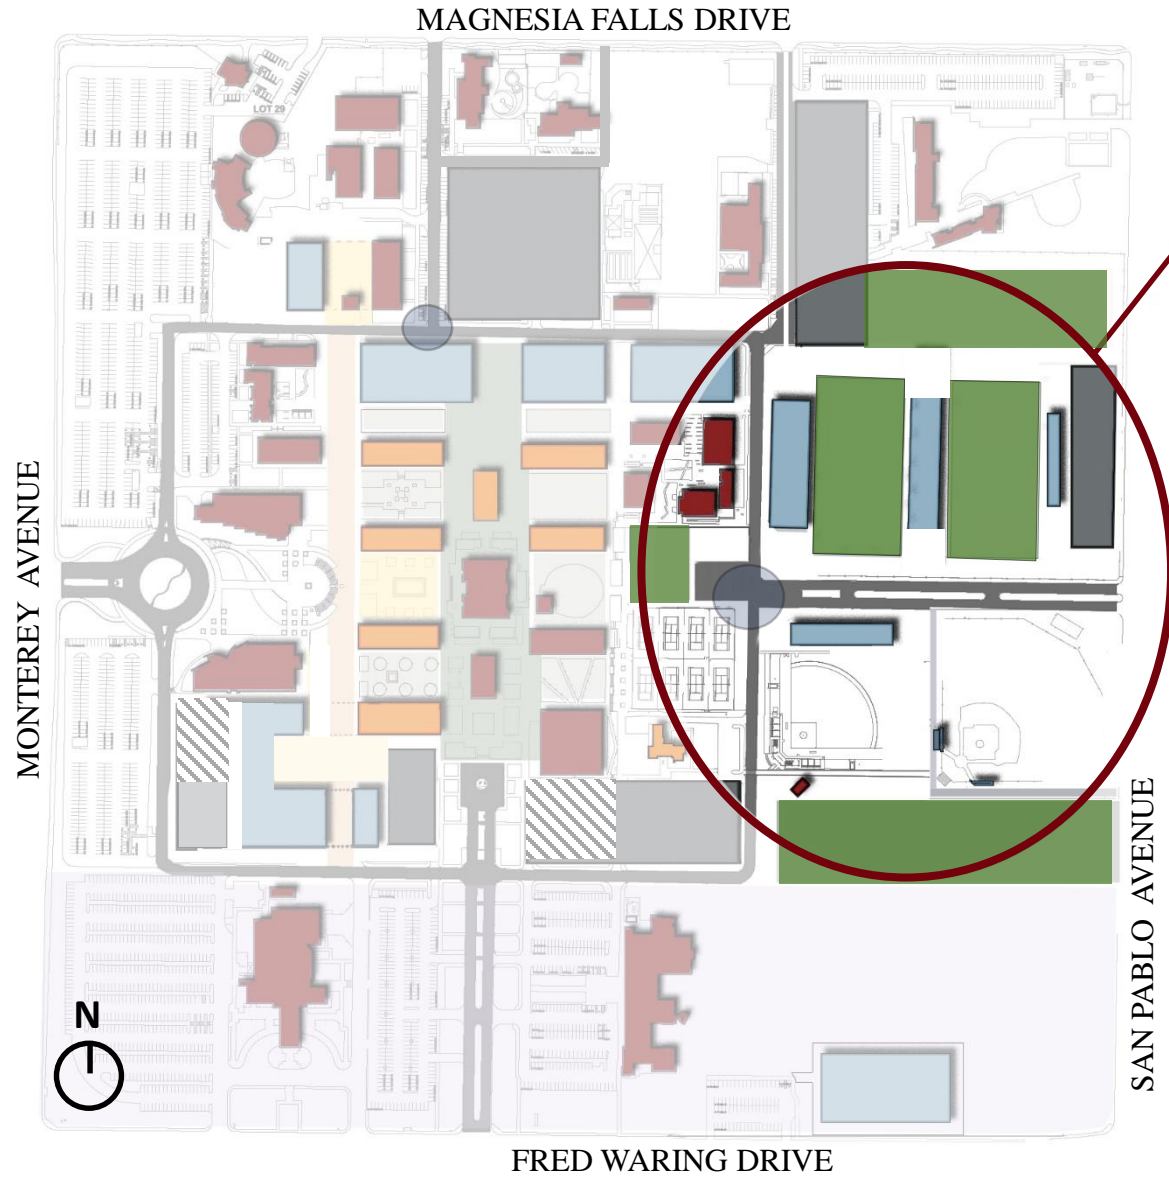 MAGNESIA FALLS DRIVE
LOT 29
MONTEREY AVENUE
SAN PABLO AVENUE
N
FRED WARING DRIVE